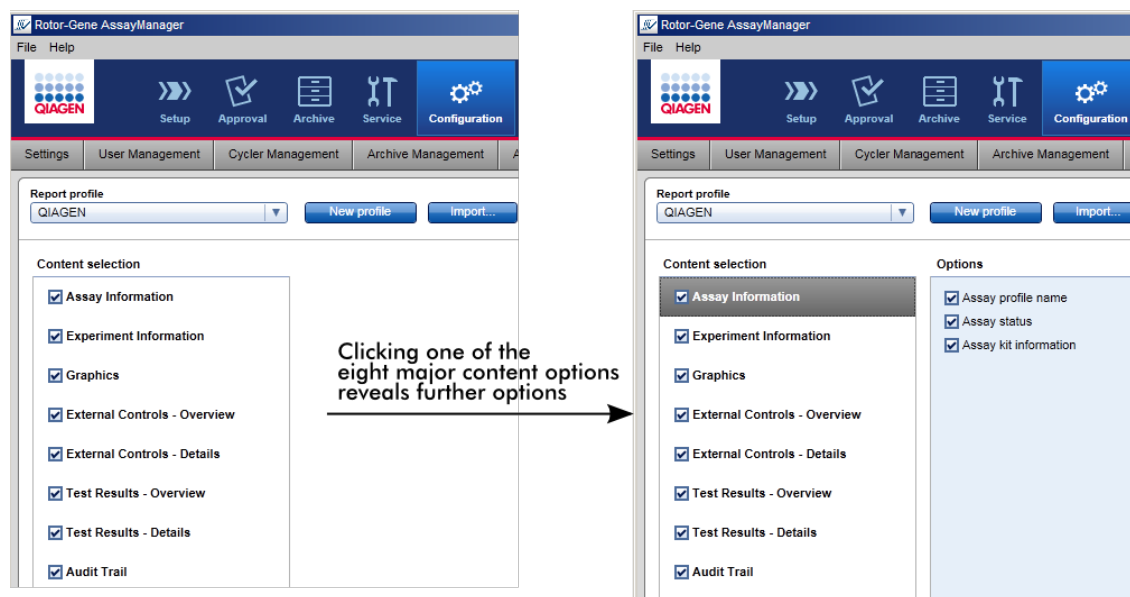 Rotor-Gene AssayManager
File Help
QIAGEN
Setup Approval Archive Service Configuration
Settings User Management Cycler Management Archive Management
Report profile
QIAGEN New profile Import...
Content selection
Assay Information
Experiment Information
Graphics
External Controls - Overview
External Controls - Details
Test Results - Overview
Test Results - Details
Audit Trail
Clicking one of the
eight major content options
reveals further options
Rotor-Gene AssayManager
File Help
QIAGEN
Setup Approval Archive Service Configuration
Settings User Management Cycler Management Archive Management
Report profile
QIAGEN New profile Import...
Content selection Options
Assay Information
Experiment Information
Graphics
External Controls - Overview
External Controls - Details
Test Results - Overview
Test Results - Details
Audit Trail
Assay profile name
Assay status
Assay kit information